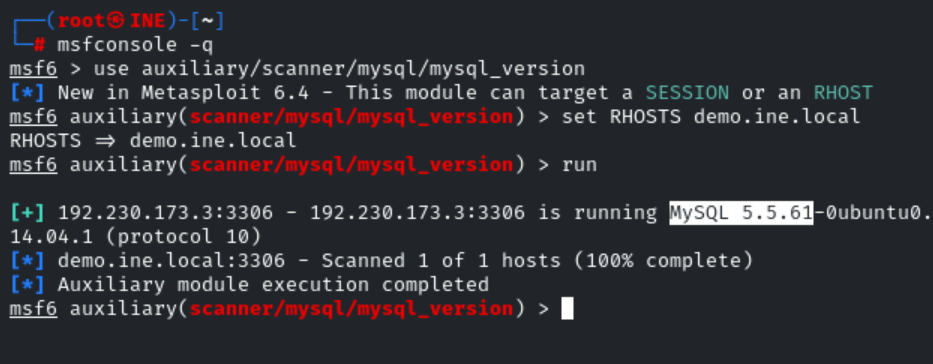 ┌──(root㉿INE)-[~]
└─# msfconsole -q
msf6 > use auxiliary/scanner/mysql/mysql_version
[*] New in Metasploit 6.4 - This module can target a SESSION or an RHOST
msf6 auxiliary(scanner/mysql/mysql_version) > set RHOSTS demo.ine.local
RHOSTS => demo.ine.local
msf6 auxiliary(scanner/mysql/mysql_version) > run
[+] 192.230.173.3:3306 - 192.230.173.3:3306 is running MySQL 5.5.61-0ubuntu0.
14.04.1 (protocol 10)
[*] demo.ine.local:3306 - Scanned 1 of 1 hosts (100% complete)
[*] Auxiliary module execution completed
msf6 auxiliary(scanner/mysql/mysql_version) >